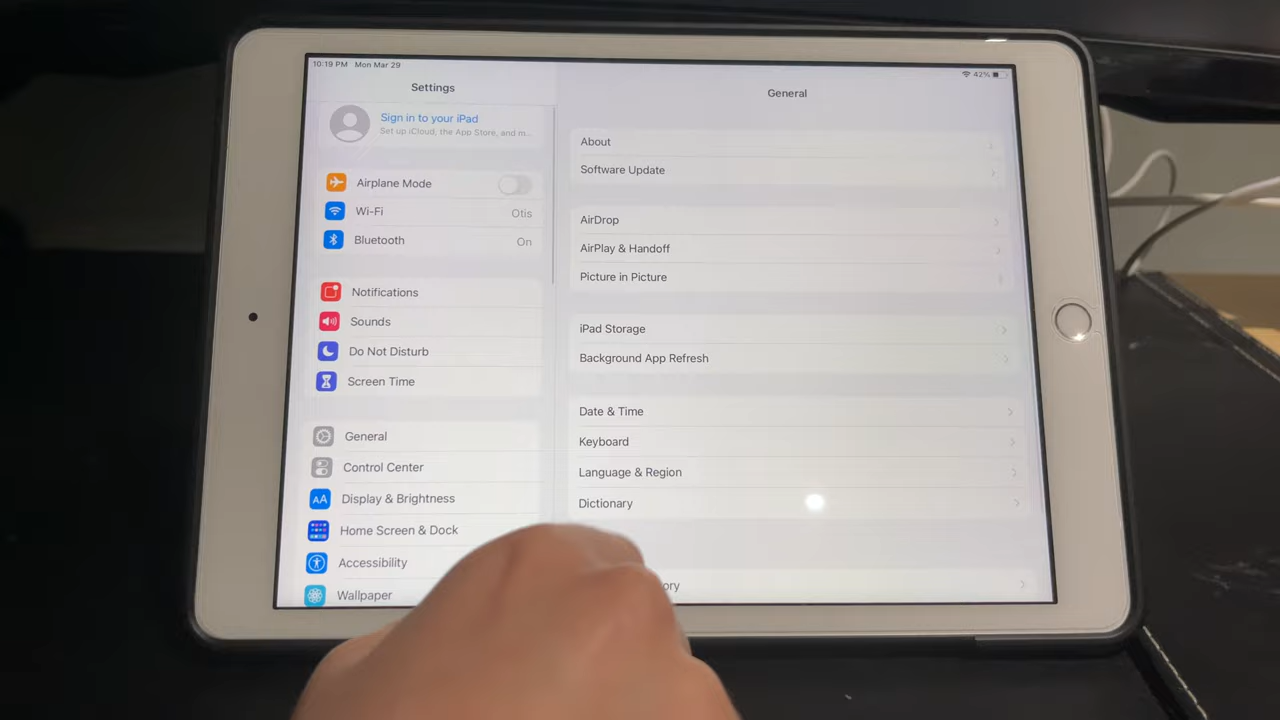 10:19 PM Mon Mar 29
42%
Settings
Sign in to your iPad
Set up iCloud, the App Store, and m...
Airplane Mode
Wi-Fi
Otis
Bluetooth
On
Notifications
Sounds
Do Not Disturb
Screen Time
General
Control Center
AA
Display & Brightness
Home Screen & Dock
Accessibility
Wallpaper
General
About
Software Update
AirDrop
AirPlay & Handoff
Picture in Picture
iPad Storage
Background App Refresh
Date & Time
Keyboard
Language & Region
Dictionary